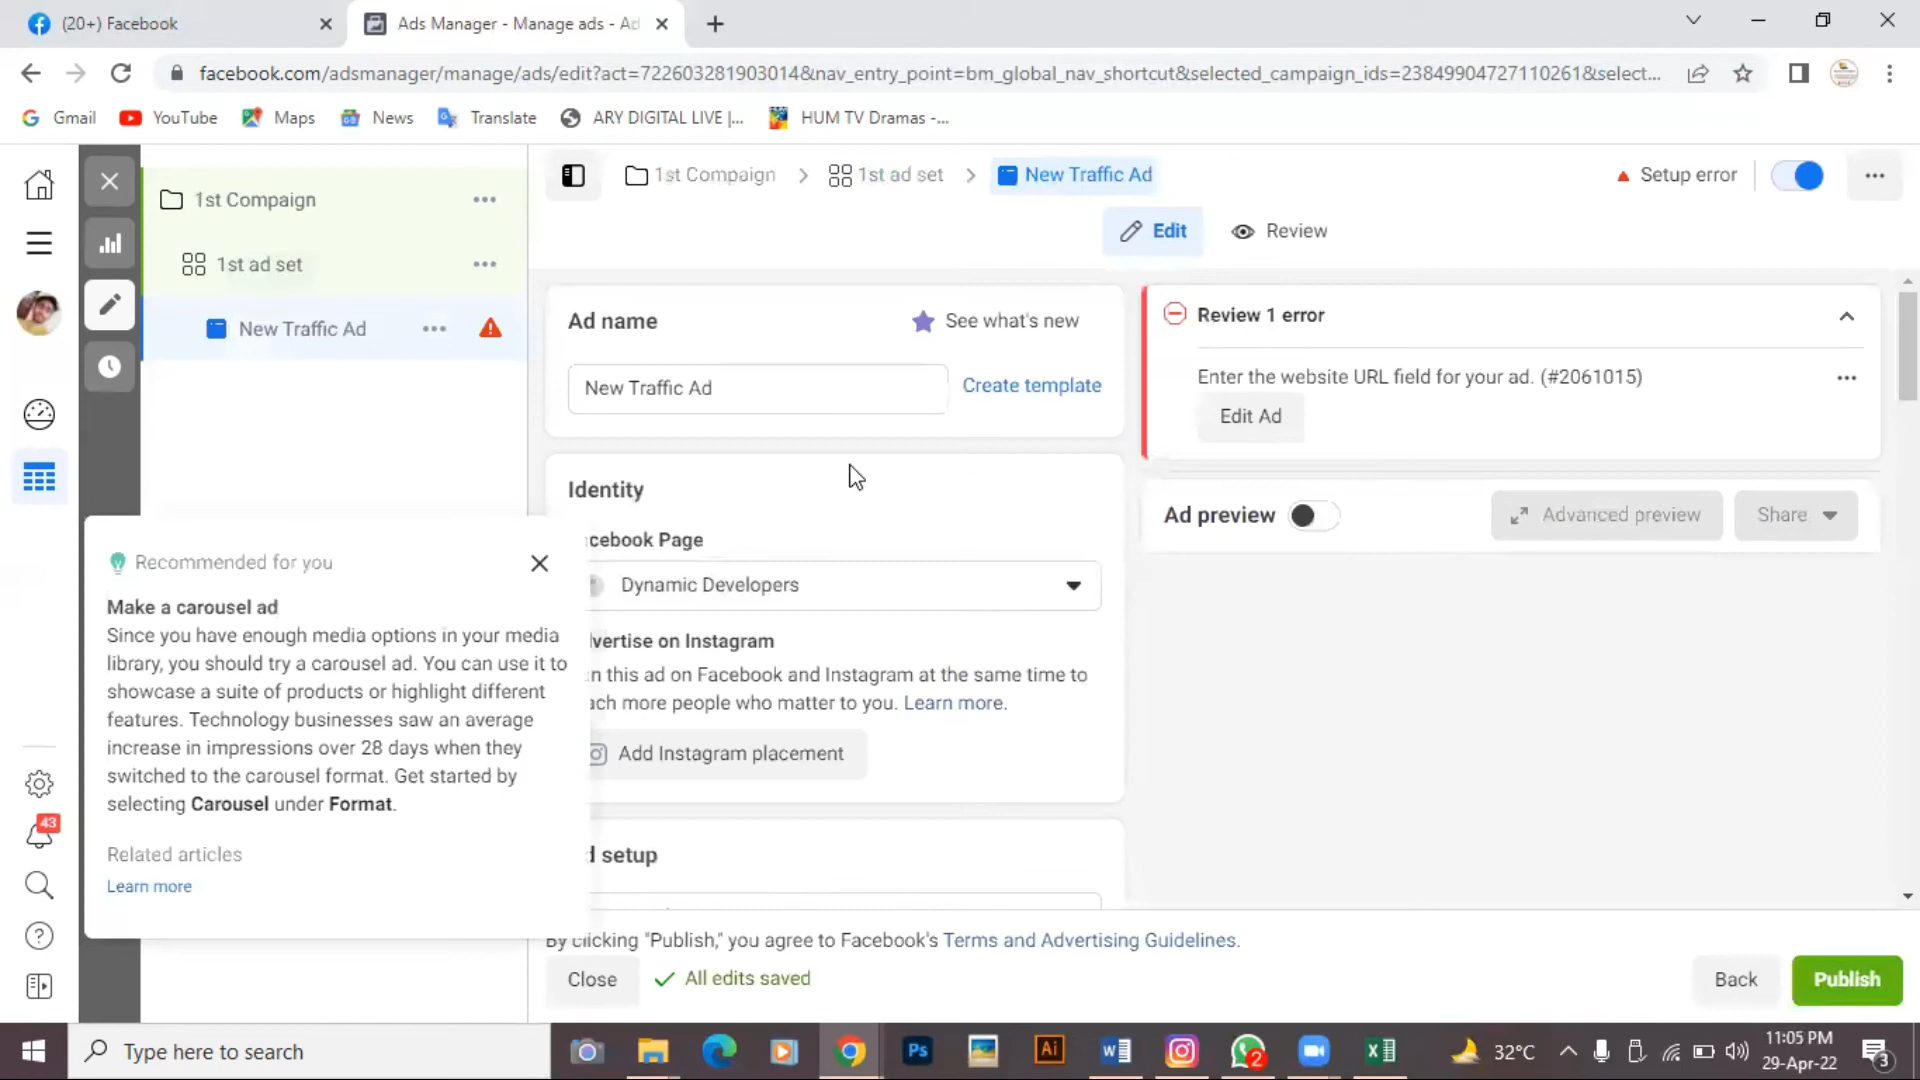 (20+) Facebook
Ads Manager - Manage ads - Ad
facebook.com/adsmanager/manage/ads/edit?act=722603281903014&nav_entry_point=bm_global_nav_shortcut&selected_campaign_ids=23849904727110261&select...
Gmail
YouTube
Maps
News
Translate
ARY DIGITAL LIVE |...
HUM TV Dramas -...
1st Compaign
1st ad set
New Traffic Ad
1st Compaign
1st ad set
New Traffic Ad
Setup error
Edit
Review
Ad name
See what's new
New Traffic Ad
Create template
Review 1 error
Enter the website URL field for your ad. (#2061015)
Edit Ad
Identity
cebook Page
Dynamic Developers
vertise on Instagram
n this ad on Facebook and Instagram at the same time to
ach more people who matter to you. Learn more.
Add Instagram placement
Ad preview
Advanced preview
Share
d setup
Recommended for you
Make a carousel ad
Since you have enough media options in your media
library, you should try a carousel ad. You can use it to
showcase a suite of products or highlight different
features. Technology businesses saw an average
increase in impressions over 28 days when they
switched to the carousel format. Get started by
selecting Carousel under Format.
Related articles
Learn more
43
By clicking "Publish," you agree to Facebook's Terms and Advertising Guidelines.
Close
All edits saved
Back
Publish
Type here to search
Ps
Ai
2
32°C
11:05 PM
29-Apr-22
3